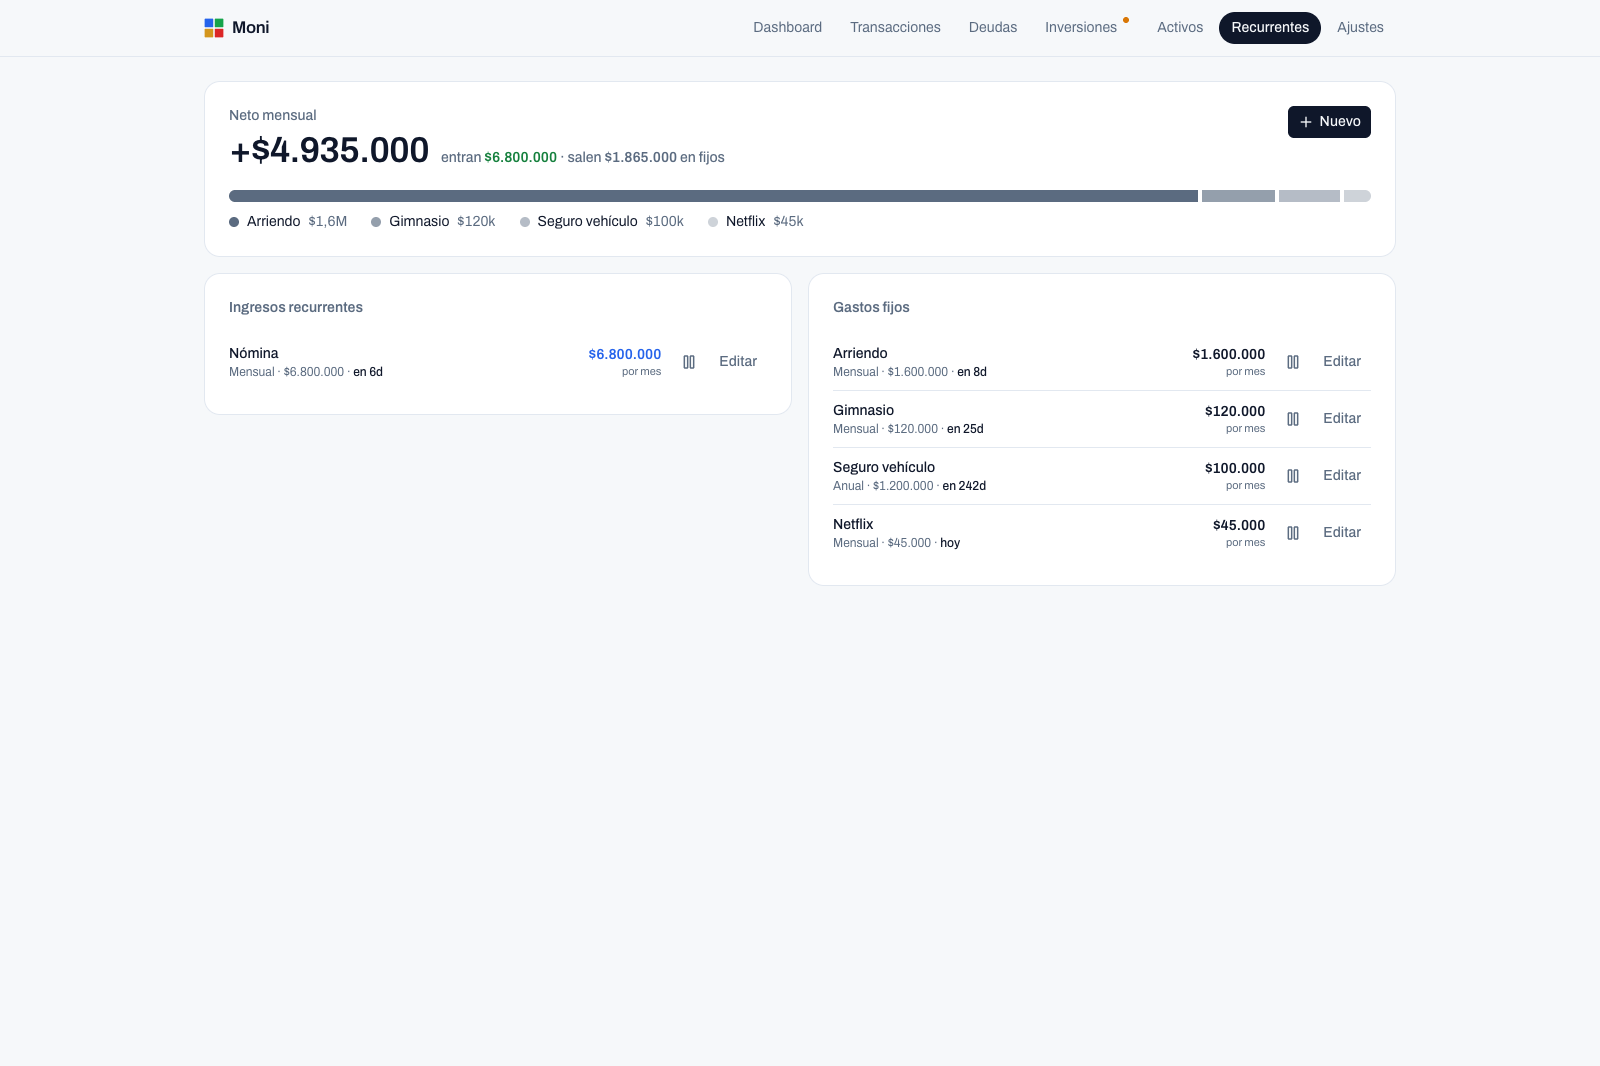 Moni
Dashboard Transacciones Deudas Inversiones Activos Recurrentes Ajustes
Neto mensual
+ Nuevo
+$4.935.000 entran $6.800.000 · salen $1.865.000 en fijos
Arriendo $1,6M Gimnasio $120k Seguro vehículo $100k Netflix $45k
Ingresos recurrentes
Nómina $6.800.000 Editar
Mensual · $6.800.000 · en 6d por mes
Gastos fijos
Arriendo $1.600.000 Editar
Mensual · $1.600.000 · en 8d por mes
Gimnasio $120.000 Editar
Mensual · $120.000 · en 25d por mes
Seguro vehículo $100.000 Editar
Anual · $1.200.000 · en 242d por mes
Netflix $45.000 Editar
Mensual · $45.000 · hoy por mes